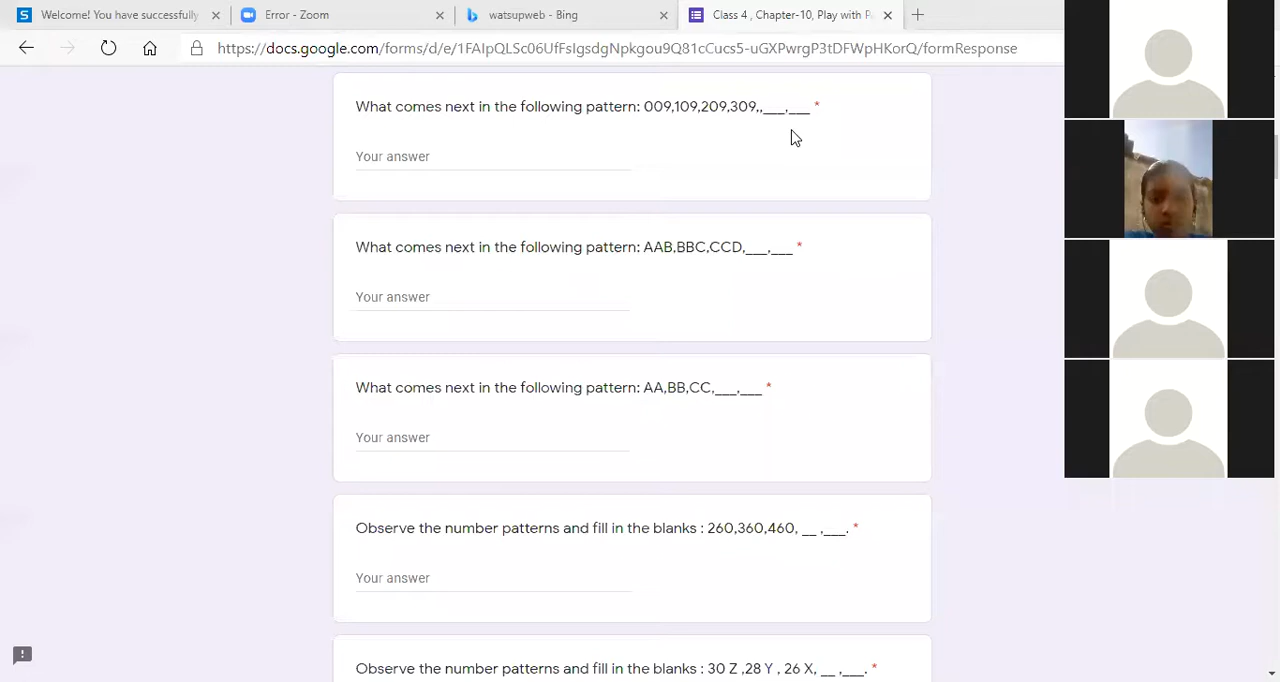 Welcome! You have successfully
Error - Zoom
watsupweb - Bing
Class 4 , Chapter-10, Play with P
https://docs.google.com/forms/d/e/1FAIpQLSc06UfFsIgsdgNpkgou9Q81cCucs5-uGXPwrgP3tDFWpHKorQ/formResponse
What comes next in the following pattern: 009,109,209,309,,___,___ *
Your answer
What comes next in the following pattern: AAB,BBC,CCD,___,___ *
Your answer
What comes next in the following pattern: AA,BB,CC,___,___ *
Your answer
Observe the number patterns and fill in the blanks : 260,360,460, __ ,___. *
Your answer
Observe the number patterns and fill in the blanks : 30 Z ,28 Y , 26 X, __ ,___. *